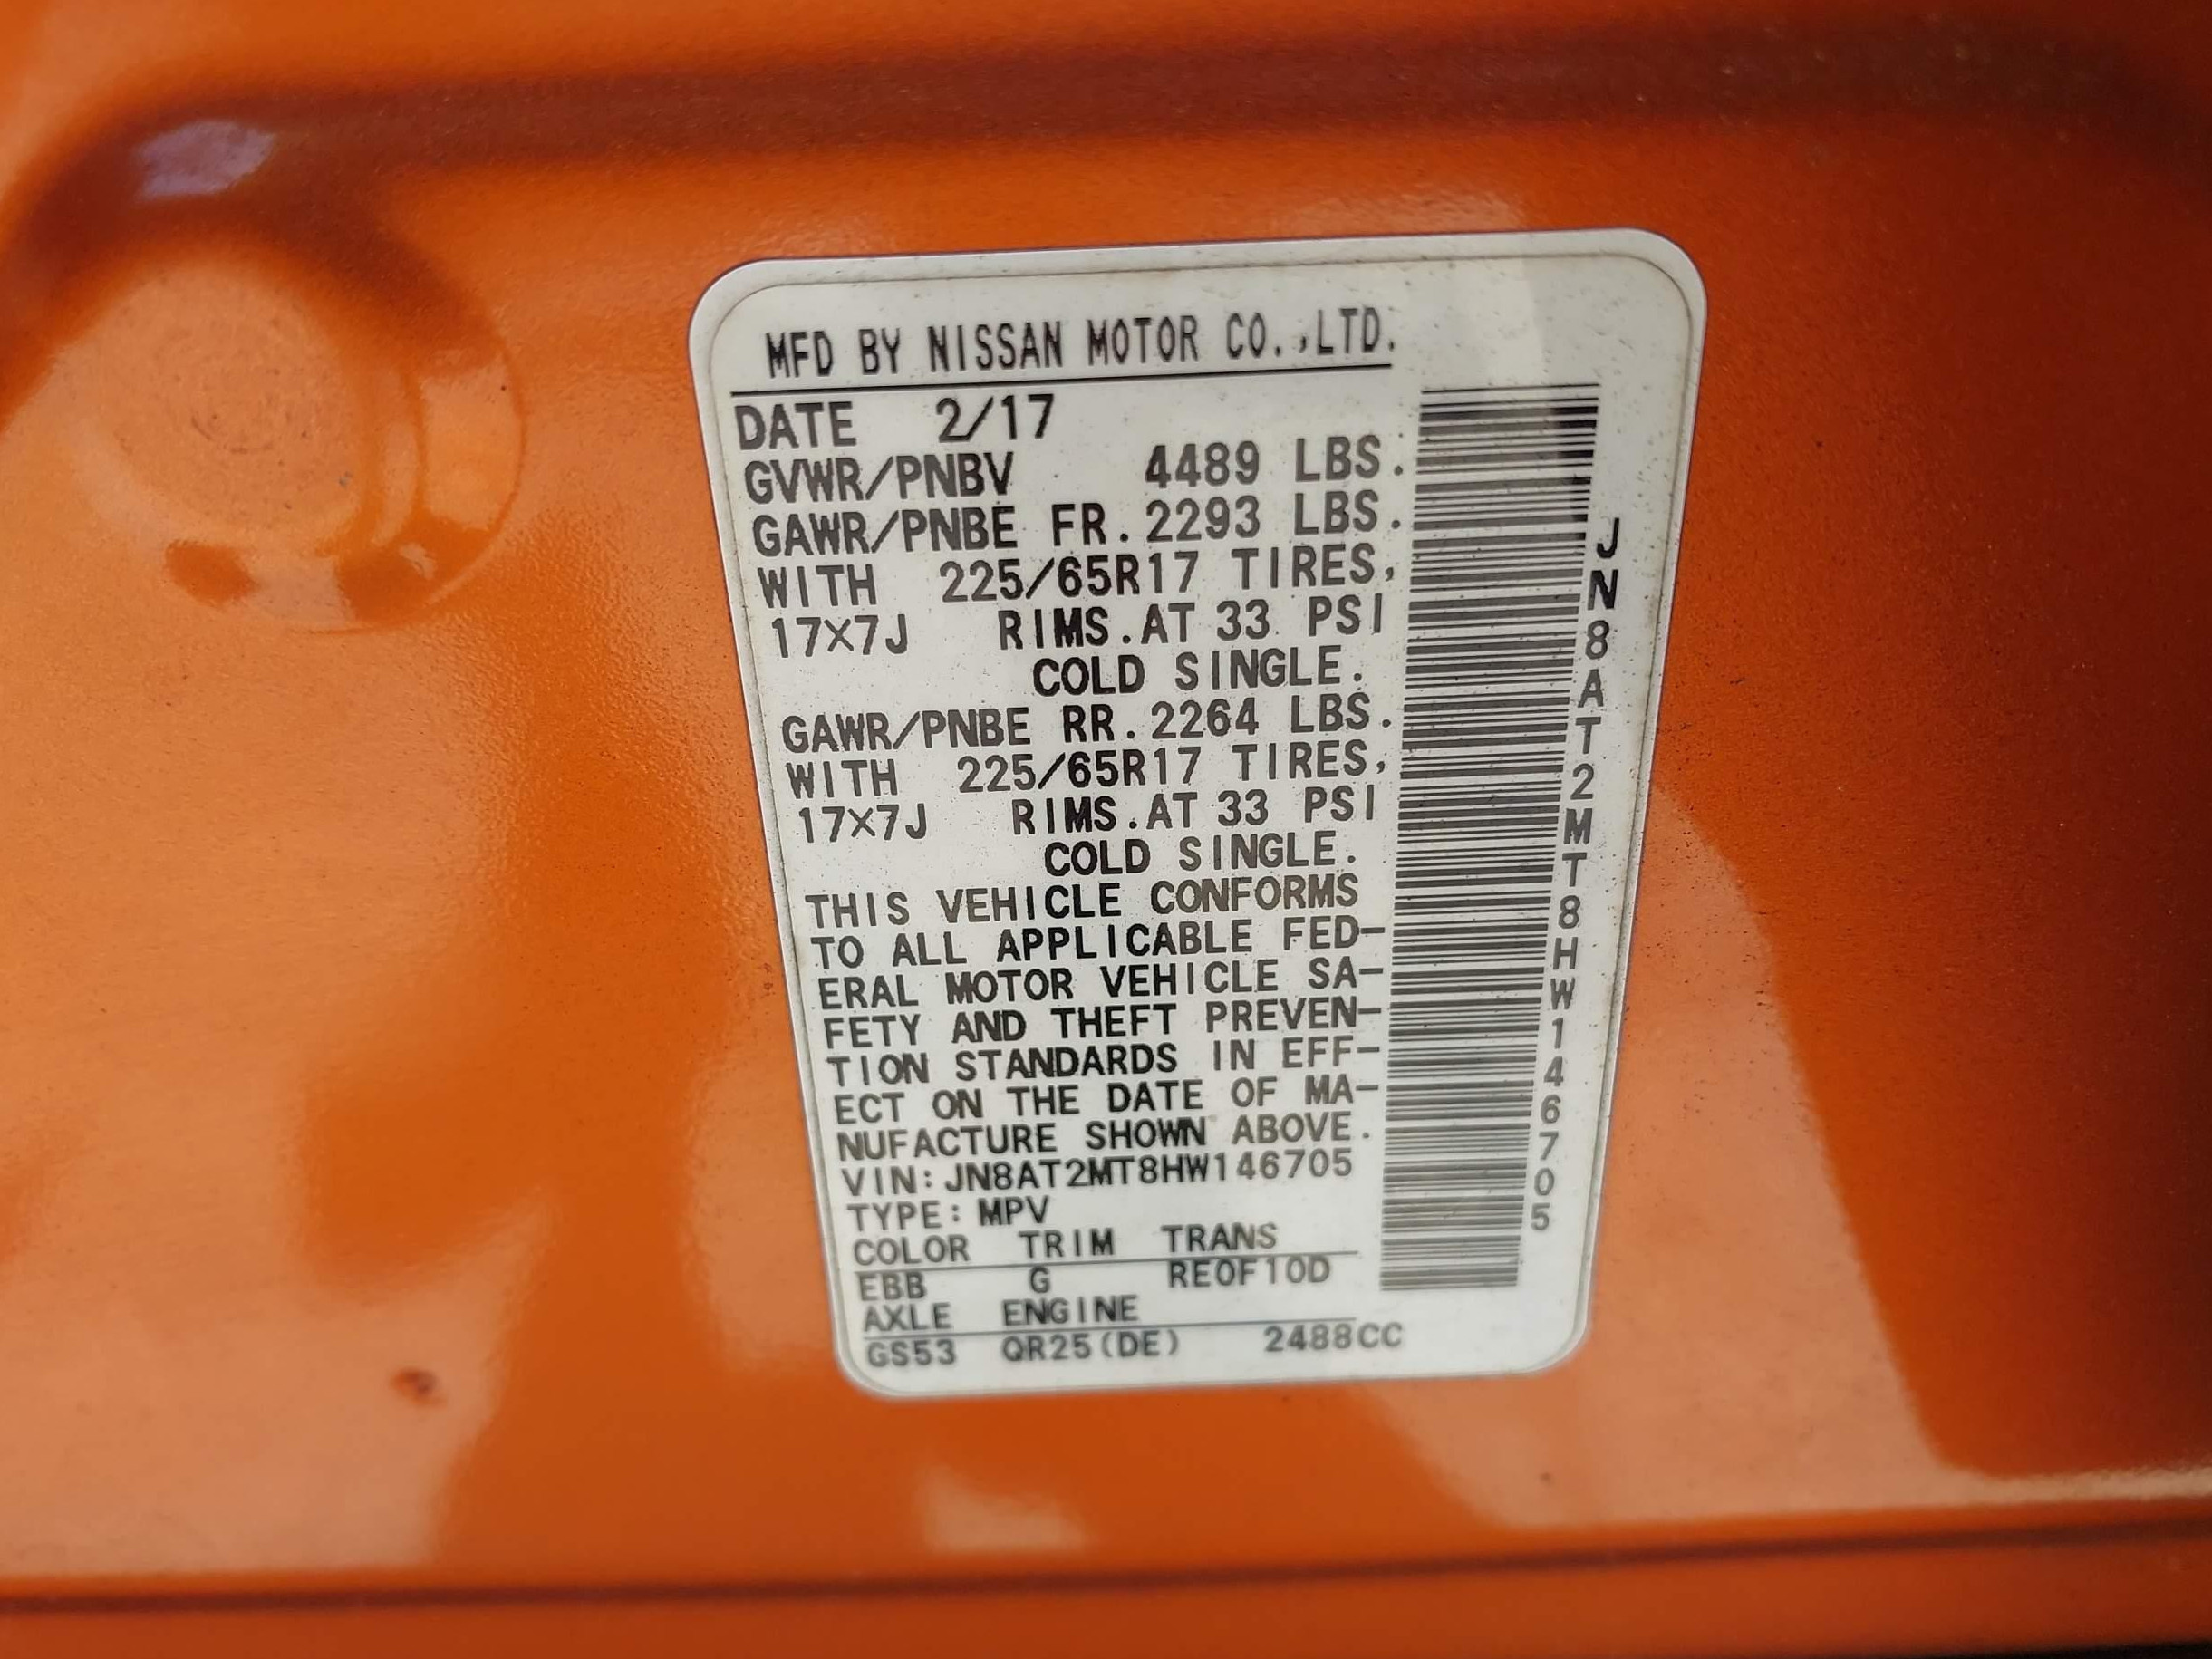 MFD BY NISSAN MOTOR CO.,LTD.
DATE 2/17
GVWR/PNBV 4489 LBS.
GAWR/PNBE FR. 2293 LBS.
WITH 225/65R17 TIRES,
17X7J RIMS.AT 33 PSI
COLD SINGLE.
GAWR/PNBE RR. 2264 LBS.
WITH 225/65R17 TIRES,
17X7J RIMS.AT 33 PSI
COLD SINGLE.
THIS VEHICLE CONFORMS
TO ALL APPLICABLE FED-
ERAL MOTOR VEHICLE SA-
FETY AND THEFT PREVEN-
TION STANDARDS IN EFF-
ECT ON THE DATE OF MA-
NUFACTURE SHOWN ABOVE.
VIN:JN8AT2MT8HW146705
TYPE:MPV
COLOR TRIM TRANS
EBB G RE0F10D
AXLE ENGINE
GS53 QR25(DE) 2488CC
JN8AT2MT8HW146705